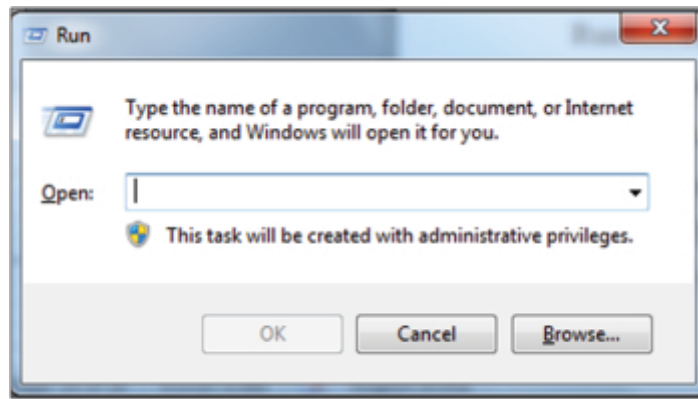 Run
Type the name of a program, folder, document, or Internet
resource, and Windows will open it for you.
Open:
This task will be created with administrative privileges.
OK Cancel Browse...